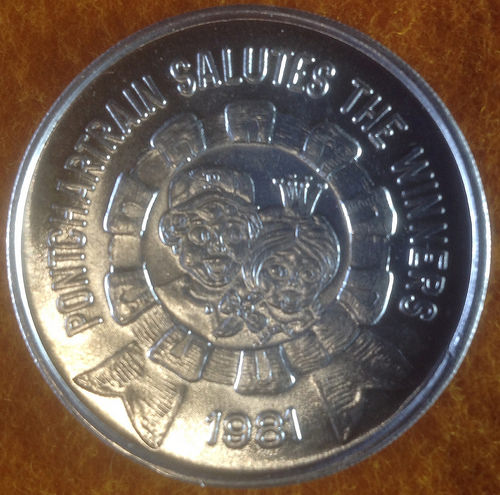 PONTCHARTRAIN SALUTES THE WINNERS
1981